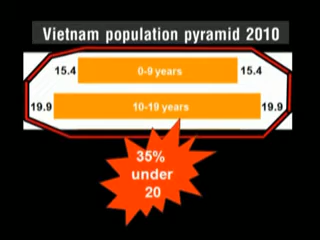 Vietnam population pyramid 2010
15.4 0-9 years 15.4
19.9 10-19 years 19.9
35%
under
20